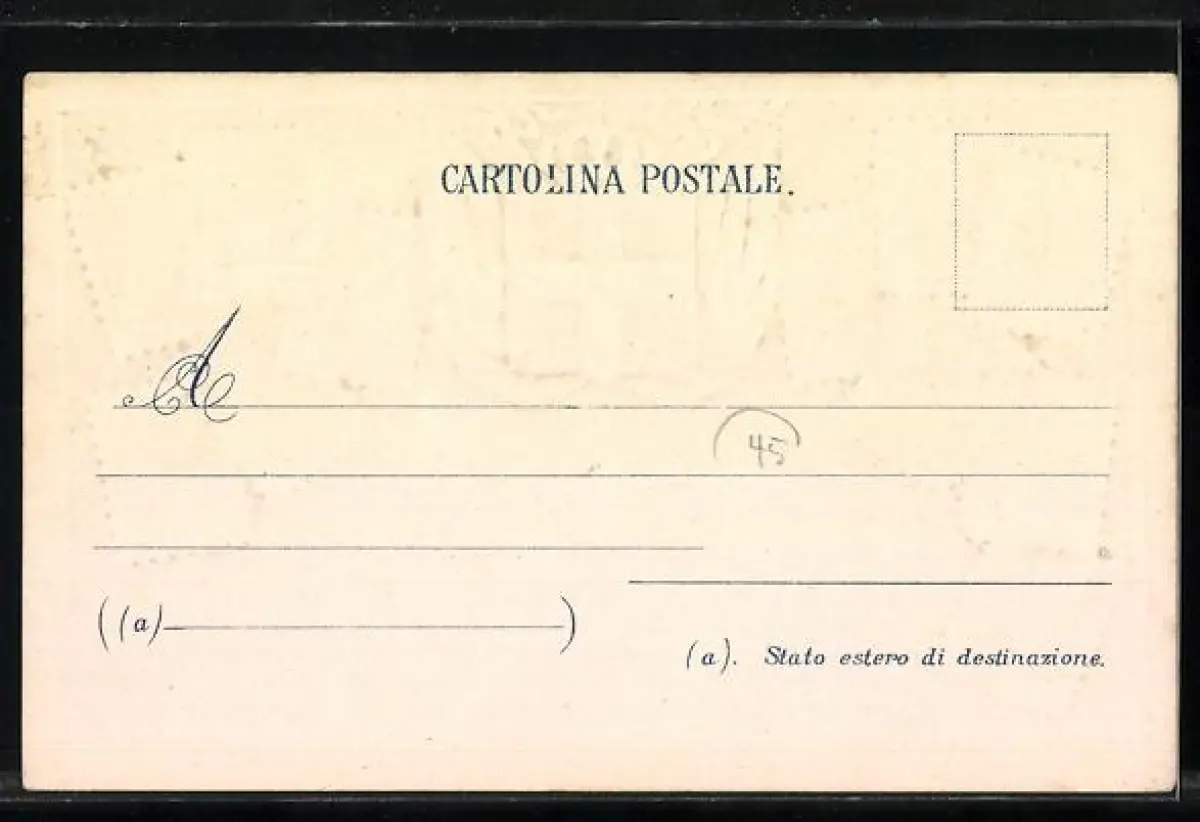 CARTOLINA POSTALE.
A
45
((a) )
(a). Stato estero di destinazione.